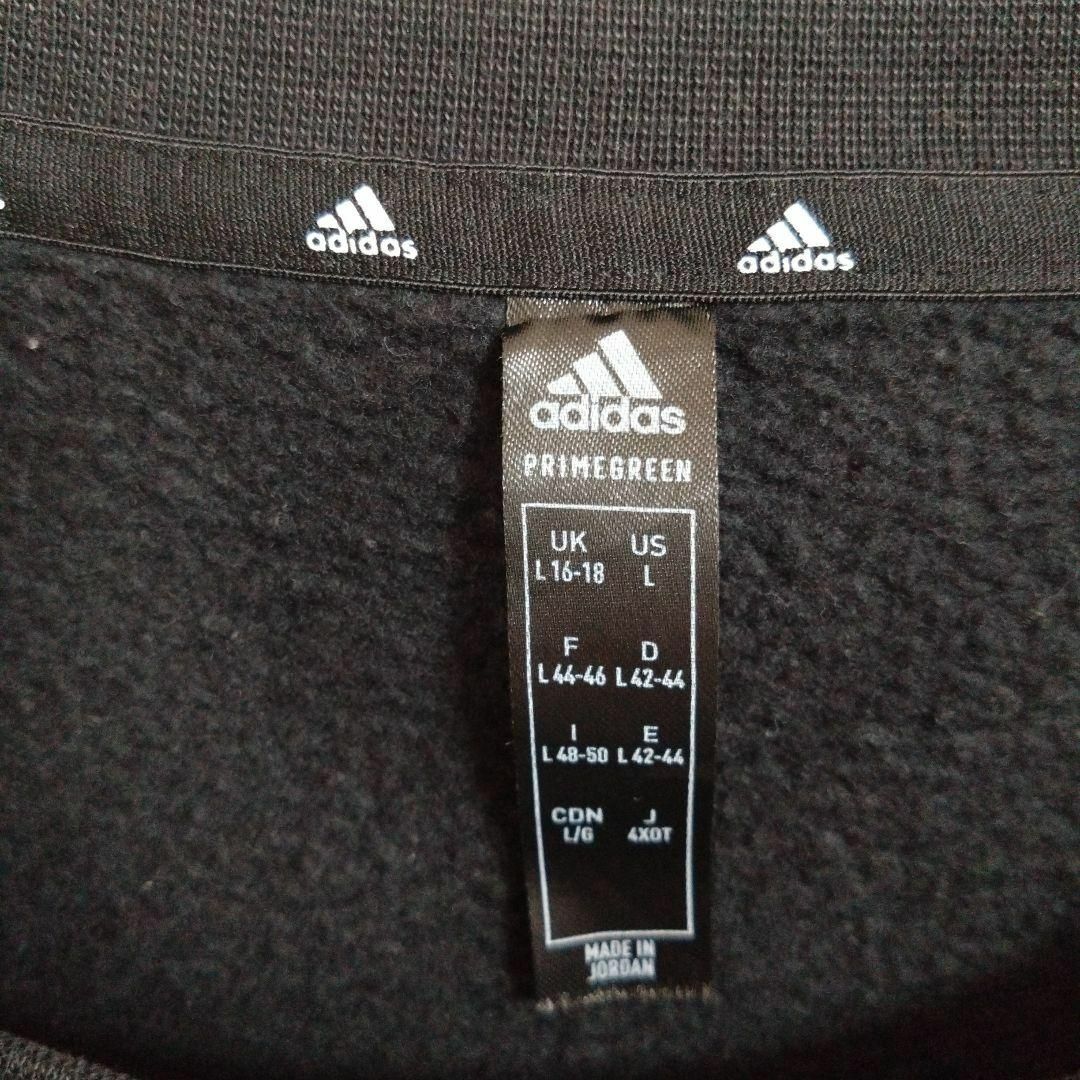 adidas
adidas
adidas
PRIMEGREEN
UK US
L 16-18 L
F D
L 44-46 L 42-44
I E
L 48-50 L 42-44
CDN J
L/G 4XOT
MADE IN
JORDAN